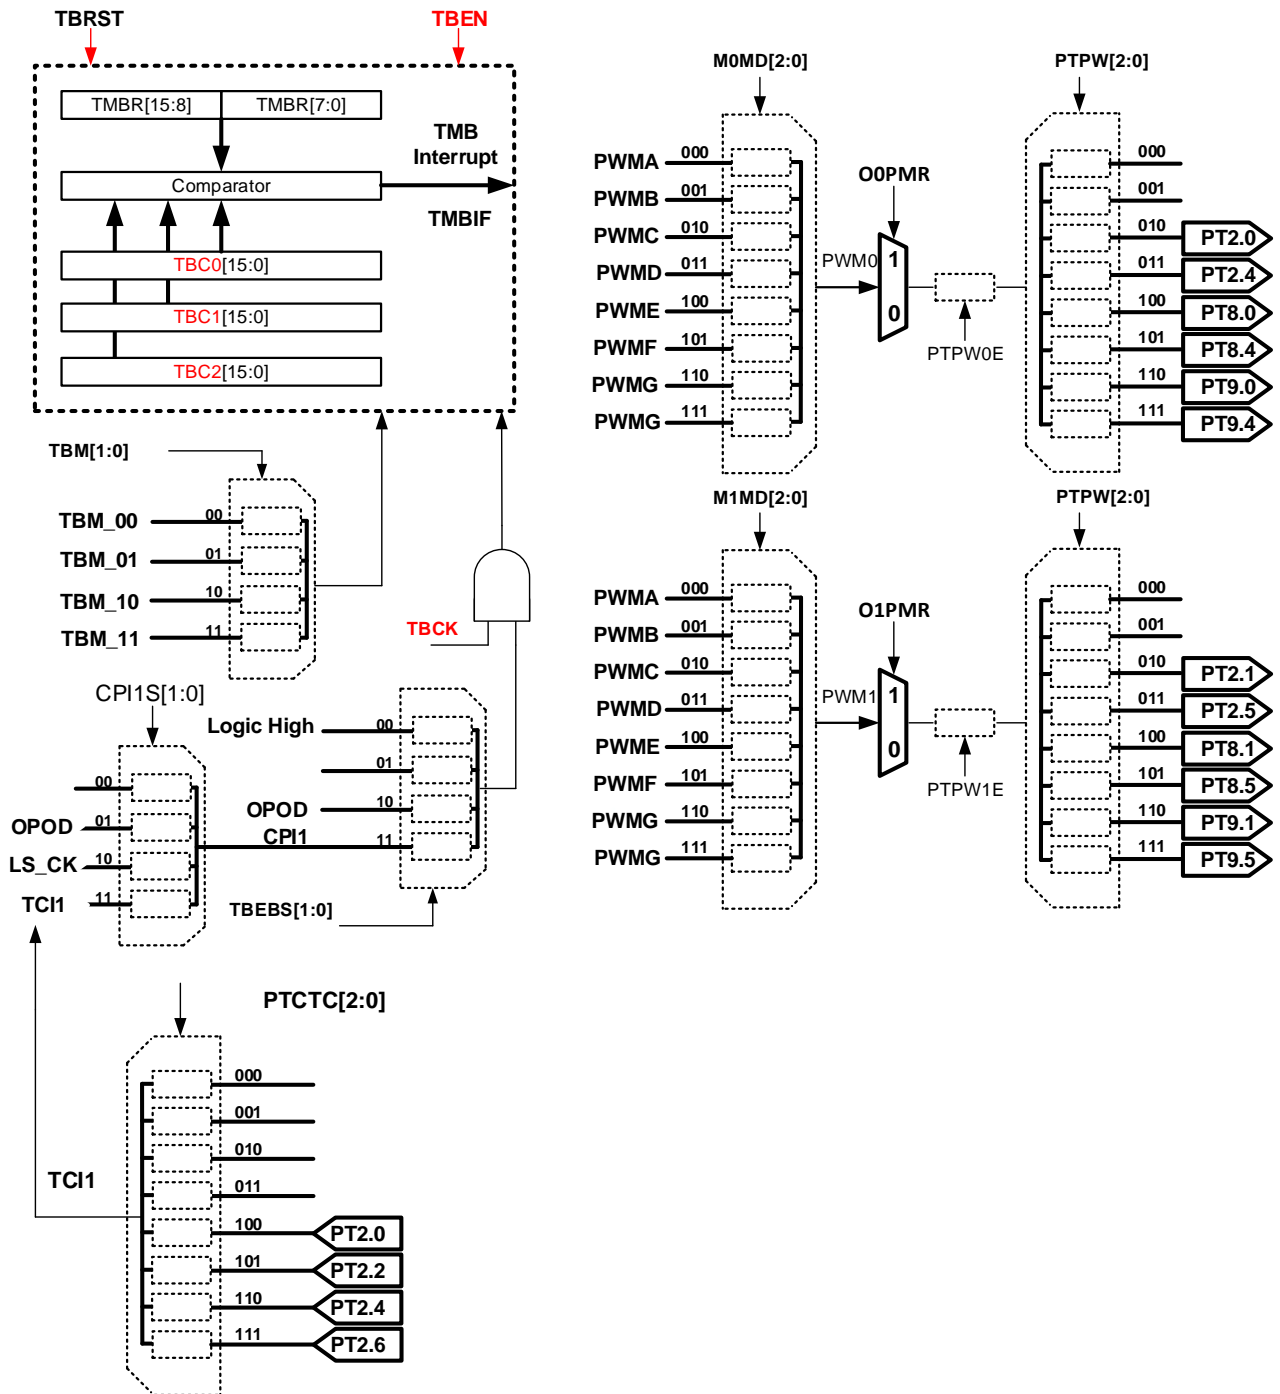 TBRST
TBEN
TMBR[15:8]
TMBR[7:0]
TMB
Interrupt
Comparator
TMBIF
TBC0[15:0]
TBC1[15:0]
TBC2[15:0]
TBM[1:0]
TBM_00
00
TBM_01
01
TBM_10
10
TBM_11
11
TBCK
CPI1S[1:0]
00
OPOD
01
LS_CK
10
TCI1
11
Logic High
00
01
OPOD
10
CPI1
11
TBEBS[1:0]
PTCTC[2:0]
TCI1
000
001
010
011
100
PT2.0
101
PT2.2
110
PT2.4
111
PT2.6
M0MD[2:0]
PWMA
000
PWMB
001
PWMC
010
PWMD
011
PWME
100
PWMF
101
PWMG
110
PWMG
111
O0PMR
PWM0
1
0
PTPW0E
PTPW[2:0]
000
001
010
PT2.0
011
PT2.4
100
PT8.0
101
PT8.4
110
PT9.0
111
PT9.4
M1MD[2:0]
PWMA
000
PWMB
001
PWMC
010
PWMD
011
PWME
100
PWMF
101
PWMG
110
PWMG
111
O1PMR
PWM1
1
0
PTPW1E
PTPW[2:0]
000
001
010
PT2.1
011
PT2.5
100
PT8.1
101
PT8.5
110
PT9.1
111
PT9.5